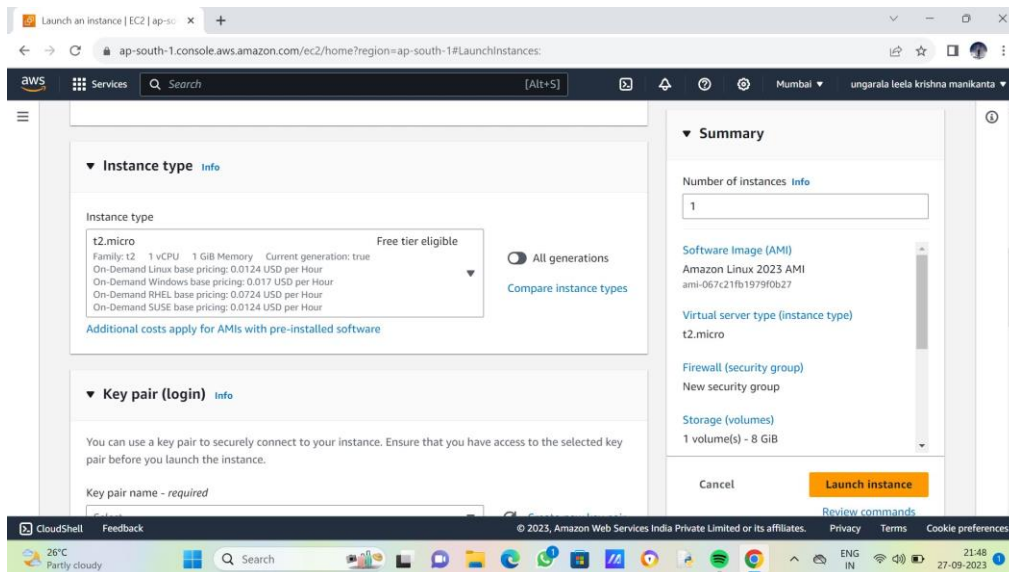 Launch an instance | EC2 | ap-so
ap-south-1.console.aws.amazon.com/ec2/home?region=ap-south-1#LaunchInstances:
aws
Services
Search
[Alt+S]
Mumbai
ungarala leela krishna manikanta
Instance type Info
Instance type
t2.micro Free tier eligible
Family: t2 1 vCPU 1 GiB Memory Current generation: true
On-Demand Linux base pricing: 0.0124 USD per Hour
On-Demand Windows base pricing: 0.017 USD per Hour
On-Demand RHEL base pricing: 0.0724 USD per Hour
On-Demand SUSE base pricing: 0.0124 USD per Hour
All generations
Compare instance types
Additional costs apply for AMIs with pre-installed software
Key pair (login) Info
You can use a key pair to securely connect to your instance. Ensure that you have access to the selected key
pair before you launch the instance.
Key pair name - required
Select
Create new key pair
Summary
Number of instances Info
1
Software Image (AMI)
Amazon Linux 2023 AMI
ami-067c21fb1979f0b27
Virtual server type (instance type)
t2.micro
Firewall (security group)
New security group
Storage (volumes)
1 volume(s) - 8 GiB
Cancel
Launch instance
Review commands
CloudShell Feedback © 2023, Amazon Web Services India Private Limited or its affiliates. Privacy Terms Cookie preferences
26°C
Partly cloudy
Search
ENG
IN
21:48
27-09-2023
1